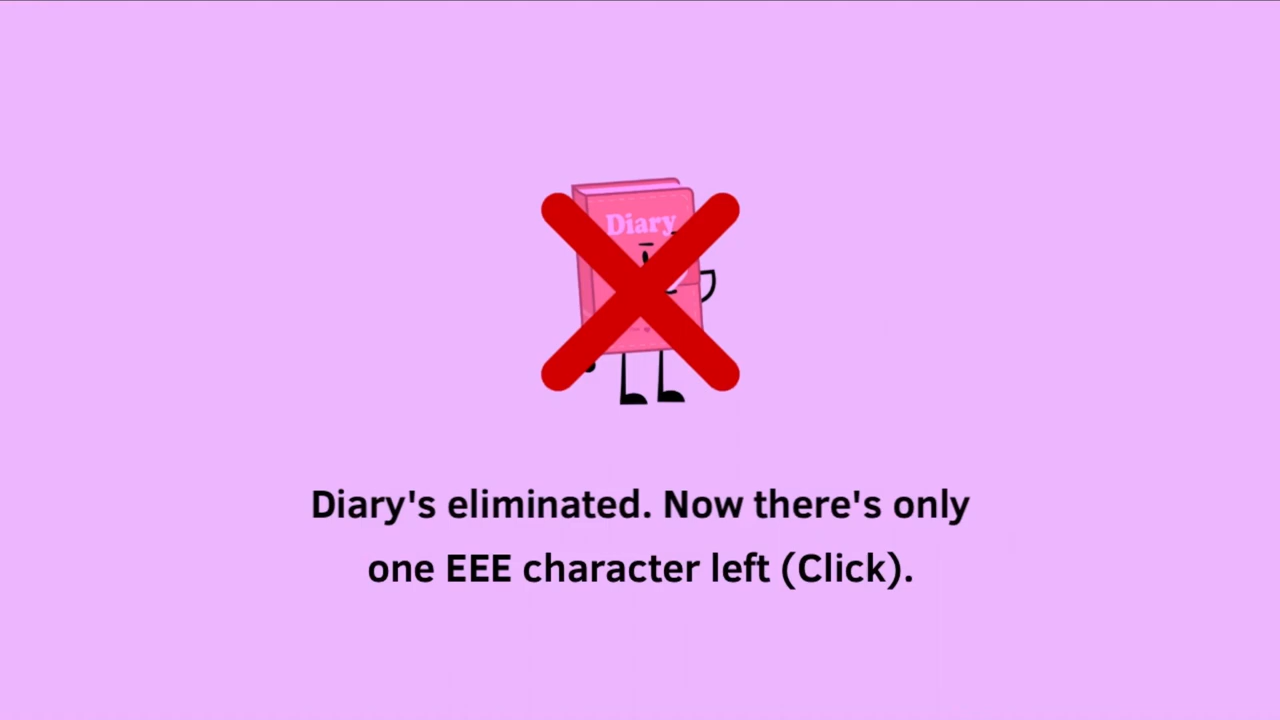 Diary
Diary's eliminated. Now there's only
one EEE character left (Click).